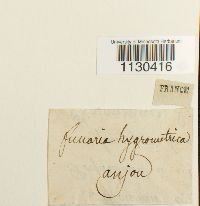 University of Minnesota Herbarium
1130416
FRANCE
funaria hygrometrica
anjou